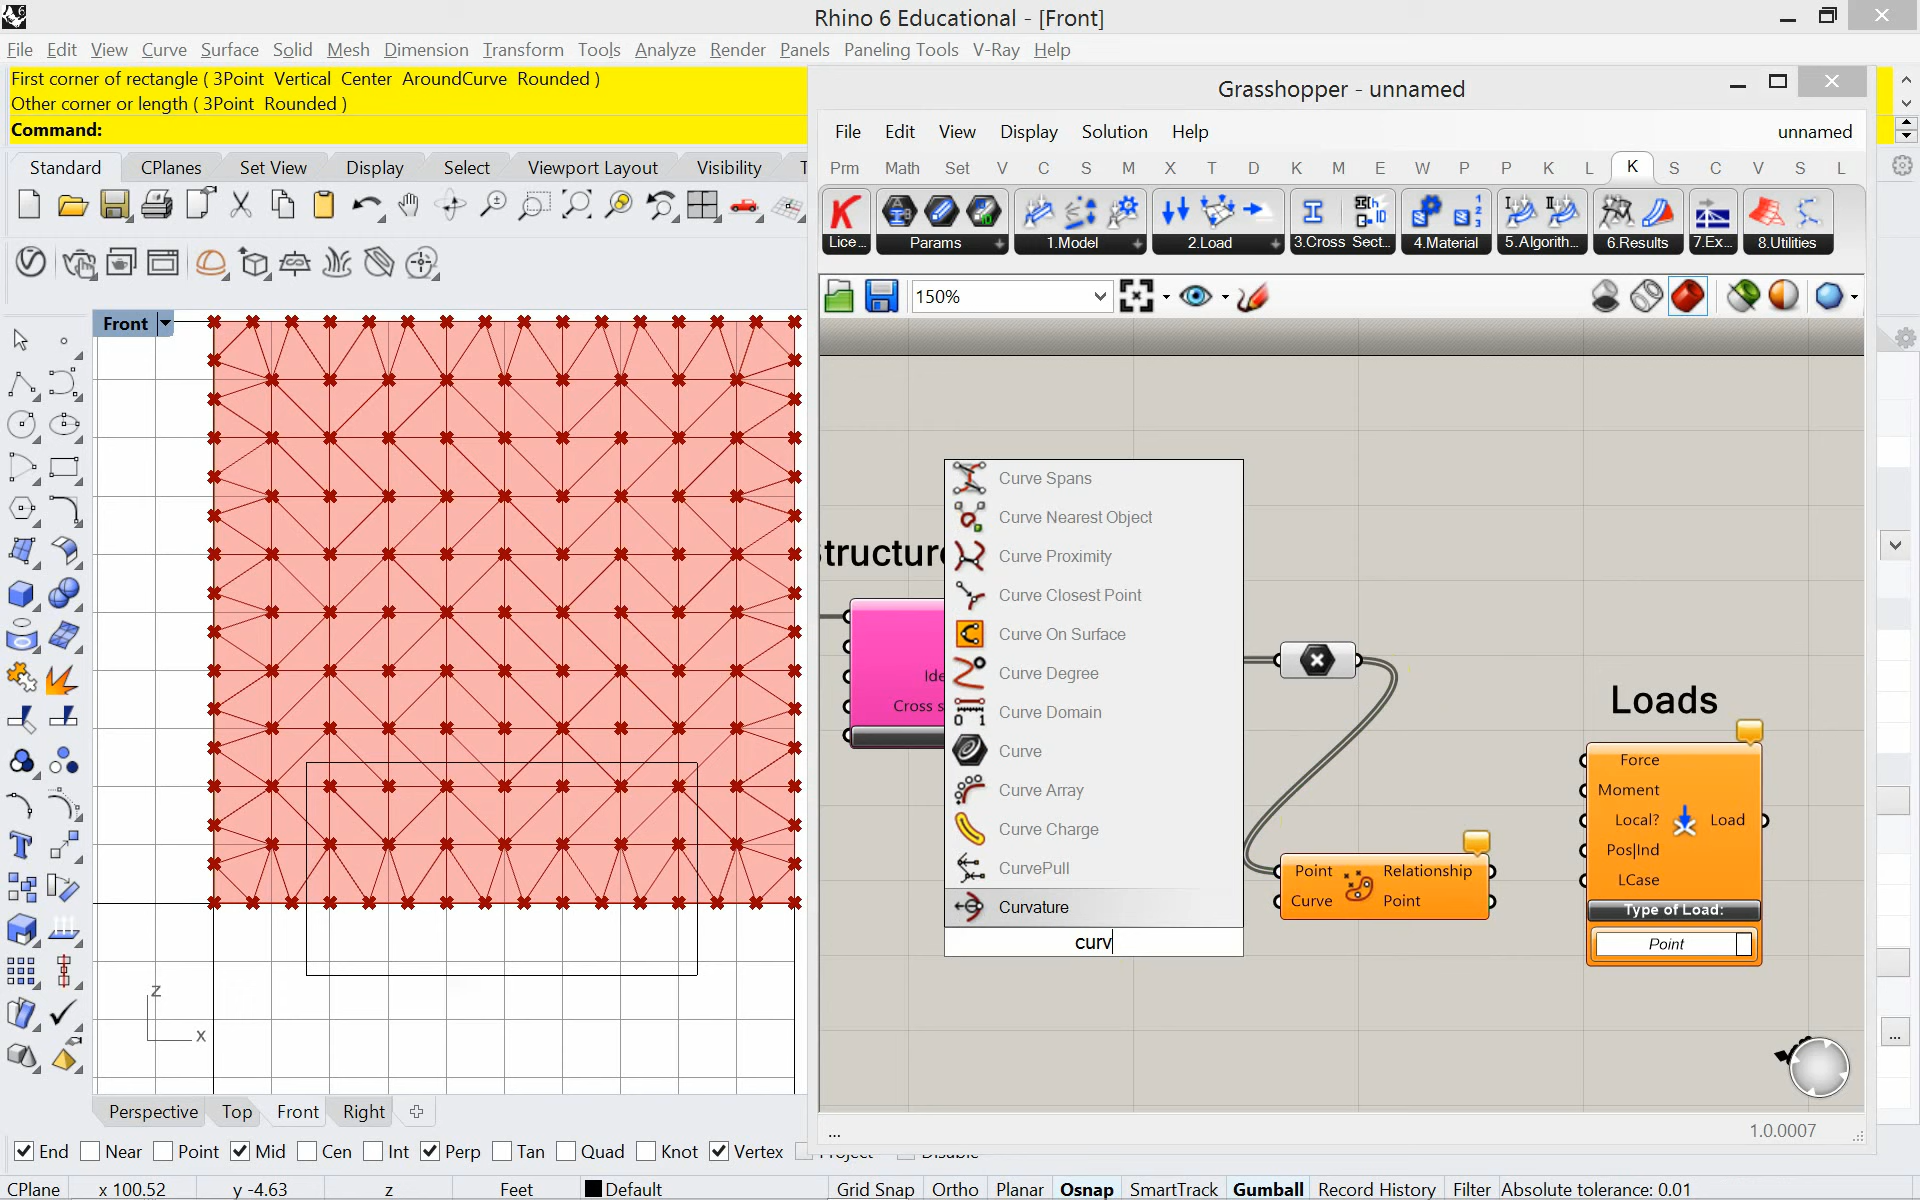 Rhino 6 Educational - [Front]
File Edit View Curve Surface Solid Mesh Dimension Transform Tools Analyze Render Panels Paneling Tools V-Ray Help
First corner of rectangle ( 3Point Vertical Center AroundCurve Rounded )
Other corner or length ( 3Point Rounded )
Command:
Standard CPlanes Set View Display Select Viewport Layout Visibility
Front
z
x
Perspective Top Front Right
End Near Point Mid Cen Int Perp Tan Quad Knot Vertex
CPlane x 100.52 y -4.63 z Feet Default Grid Snap Ortho Planar Osnap SmartTrack Gumball Record History Filter Absolute tolerance: 0.01
Grasshopper - unnamed
File Edit View Display Solution Help unnamed
Prm Math Set V C S M X T D K M E W P P K L K S C V S L
Lice... Params 1.Model 2.Load 3.Cross Sect... 4.Material 5.Algorith... 6.Results 7.Ex... 8.Utilities
150%
Curve Spans
Curve Nearest Object
Curve Proximity
Curve Closest Point
Curve On Surface
Curve Degree
Curve Domain
Curve
Curve Array
Curve Charge
CurvePull
Curvature
curv
tructure
Ide
Cross s
Point Relationship
Curve Point
Loads
Force
Moment
Local? Load
Pos|Ind
LCase
Type of Load:
Point
...
1.0.0007